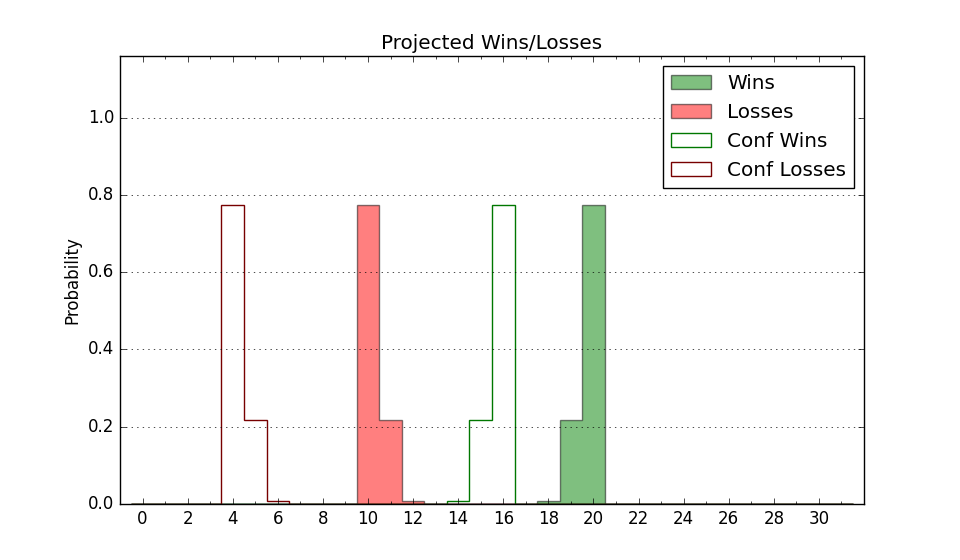 Projected Wins/Losses
Wins
Losses
Conf Wins
Conf Losses
Probability
1.0
0.8
0.6
0.4
0.2
0.0
0 2 4 6 8 10 12 14 16 18 20 22 24 26 28 30